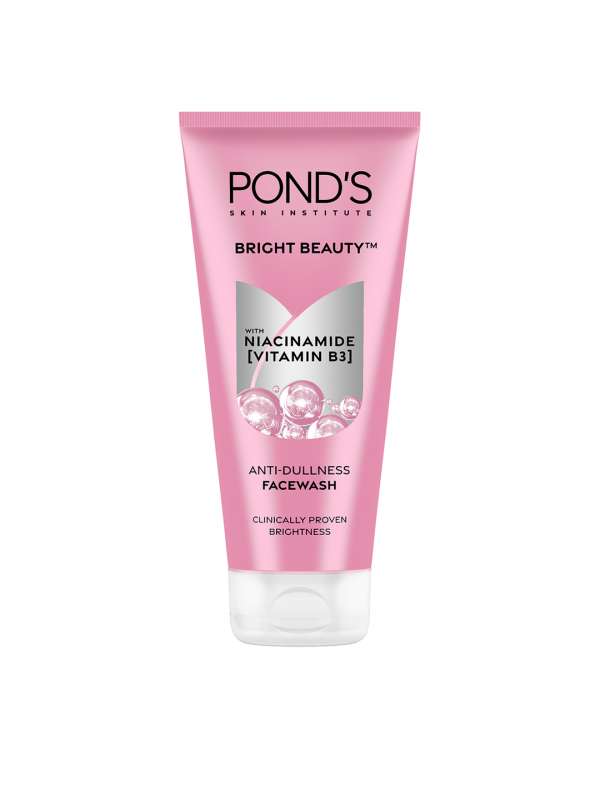 POND'S
SKIN INSTITUTE
BRIGHT BEAUTY™
WITH
NIACINAMIDE
[VITAMIN B3]
ANTI-DULLNESS
FACEWASH
CLINICALLY PROVEN
BRIGHTNESS